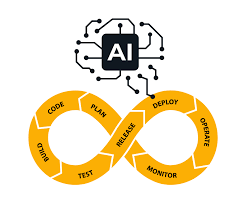 AI
PLAN
CODE
BUILD
TEST
RELEASE
DEPLOY
OPERATE
MONITOR